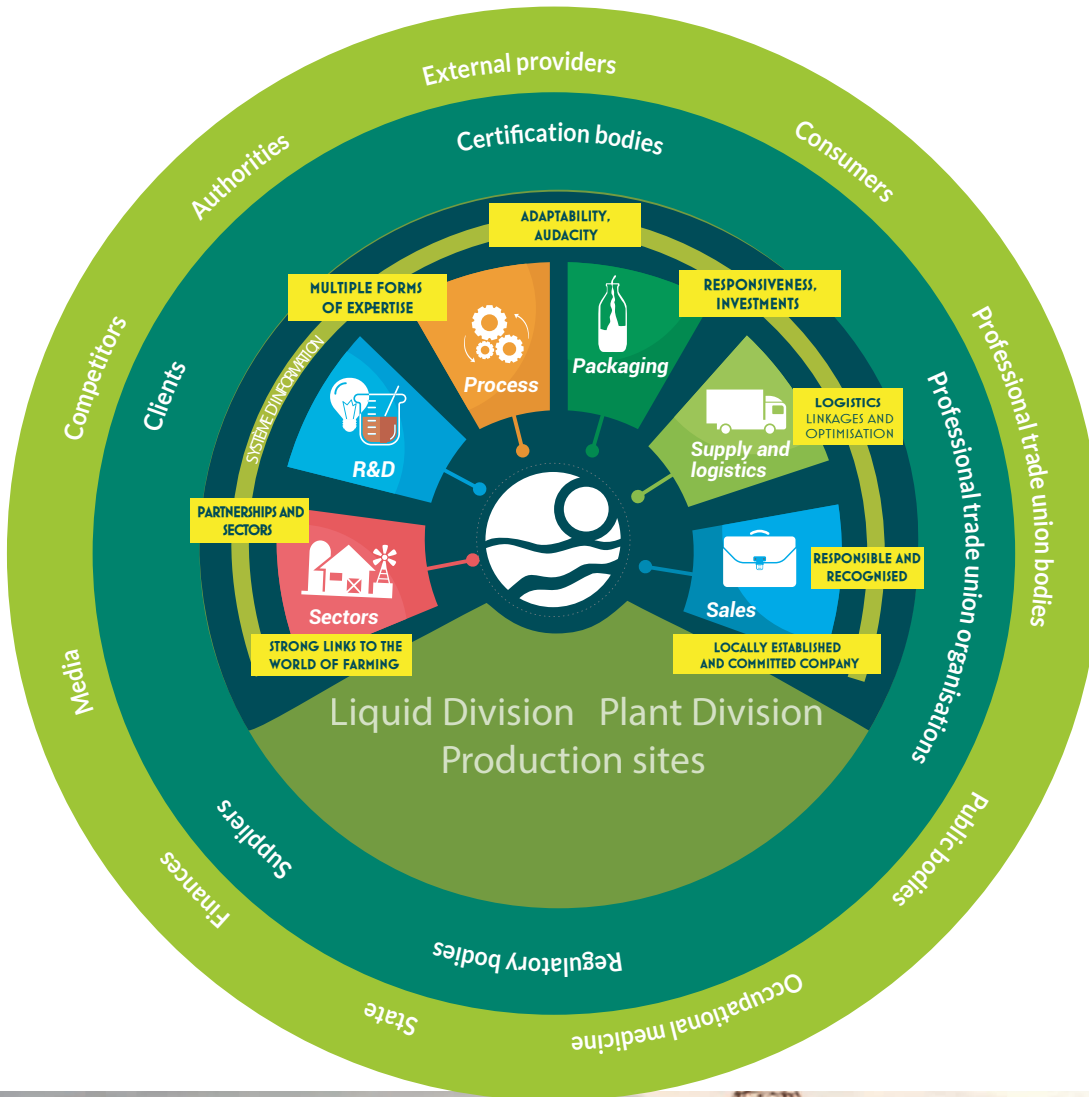 External providers
Authorities
Consumers
Competitors
Professional trade union bodies
Media
Public bodies
Finances
State
Occupational medicine
Certification bodies
Clients
Professional trade union organisations
Suppliers
Regulatory bodies
SYSTEME D'INFORMATION
ADAPTABILITY,
AUDACITY
MULTIPLE FORMS
OF EXPERTISE
RESPONSIVENESS,
INVESTMENTS
Process
Packaging
LOGISTICS
LINKAGES AND
OPTIMISATION
R&D
Supply and
logistics
PARTNERSHIPS AND
SECTORS
RESPONSIBLE AND
RECOGNISED
Sectors
Sales
STRONG LINKS TO THE
WORLD OF FARMING
LOCALLY ESTABLISHED
AND COMMITTED COMPANY
Liquid Division Plant Division
Production sites